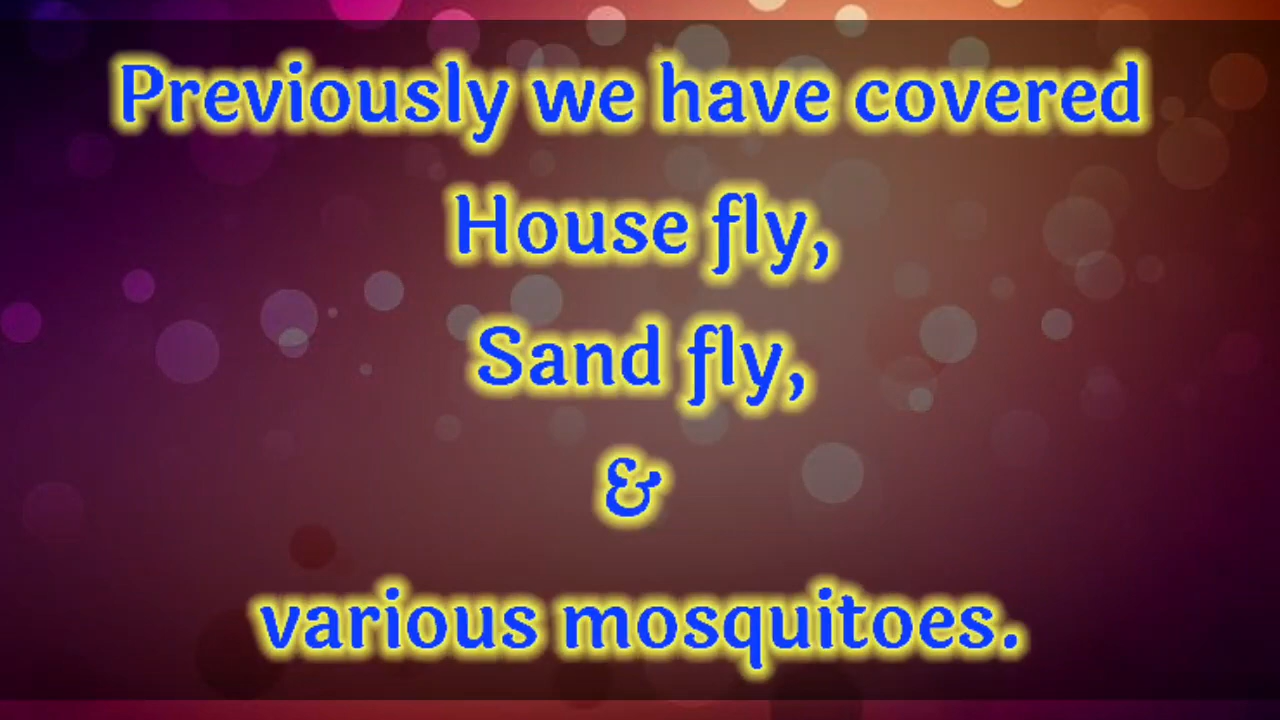 Previously we have covered
House fly,
Sand fly,
&
various mosquitoes.